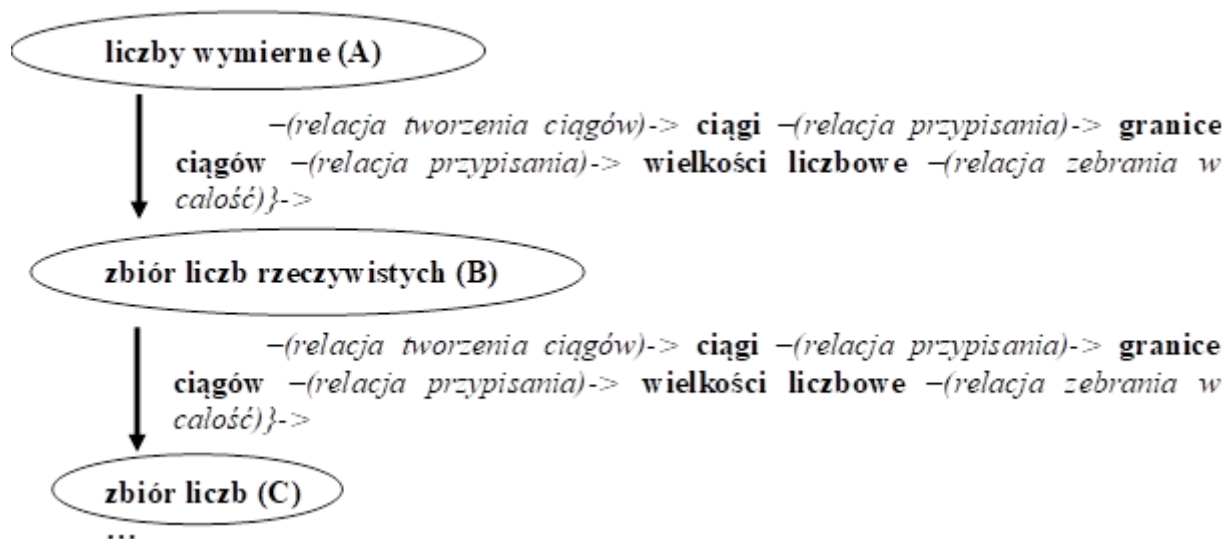 liczby wymierne (A)
–(relacja tworzenia ciągów)-> ciągi –(relacja przypisania)-> granice
ciągów –(relacja przypisania)-> wielkości liczbowe –(relacja zebrania w
całość)}->
zbiór liczb rzeczywistych (B)
–(relacja tworzenia ciągów)-> ciągi –(relacja przypisania)-> granice
ciągów –(relacja przypisania)-> wielkości liczbowe –(relacja zebrania w
całość)}->
zbiór liczb (C)
...